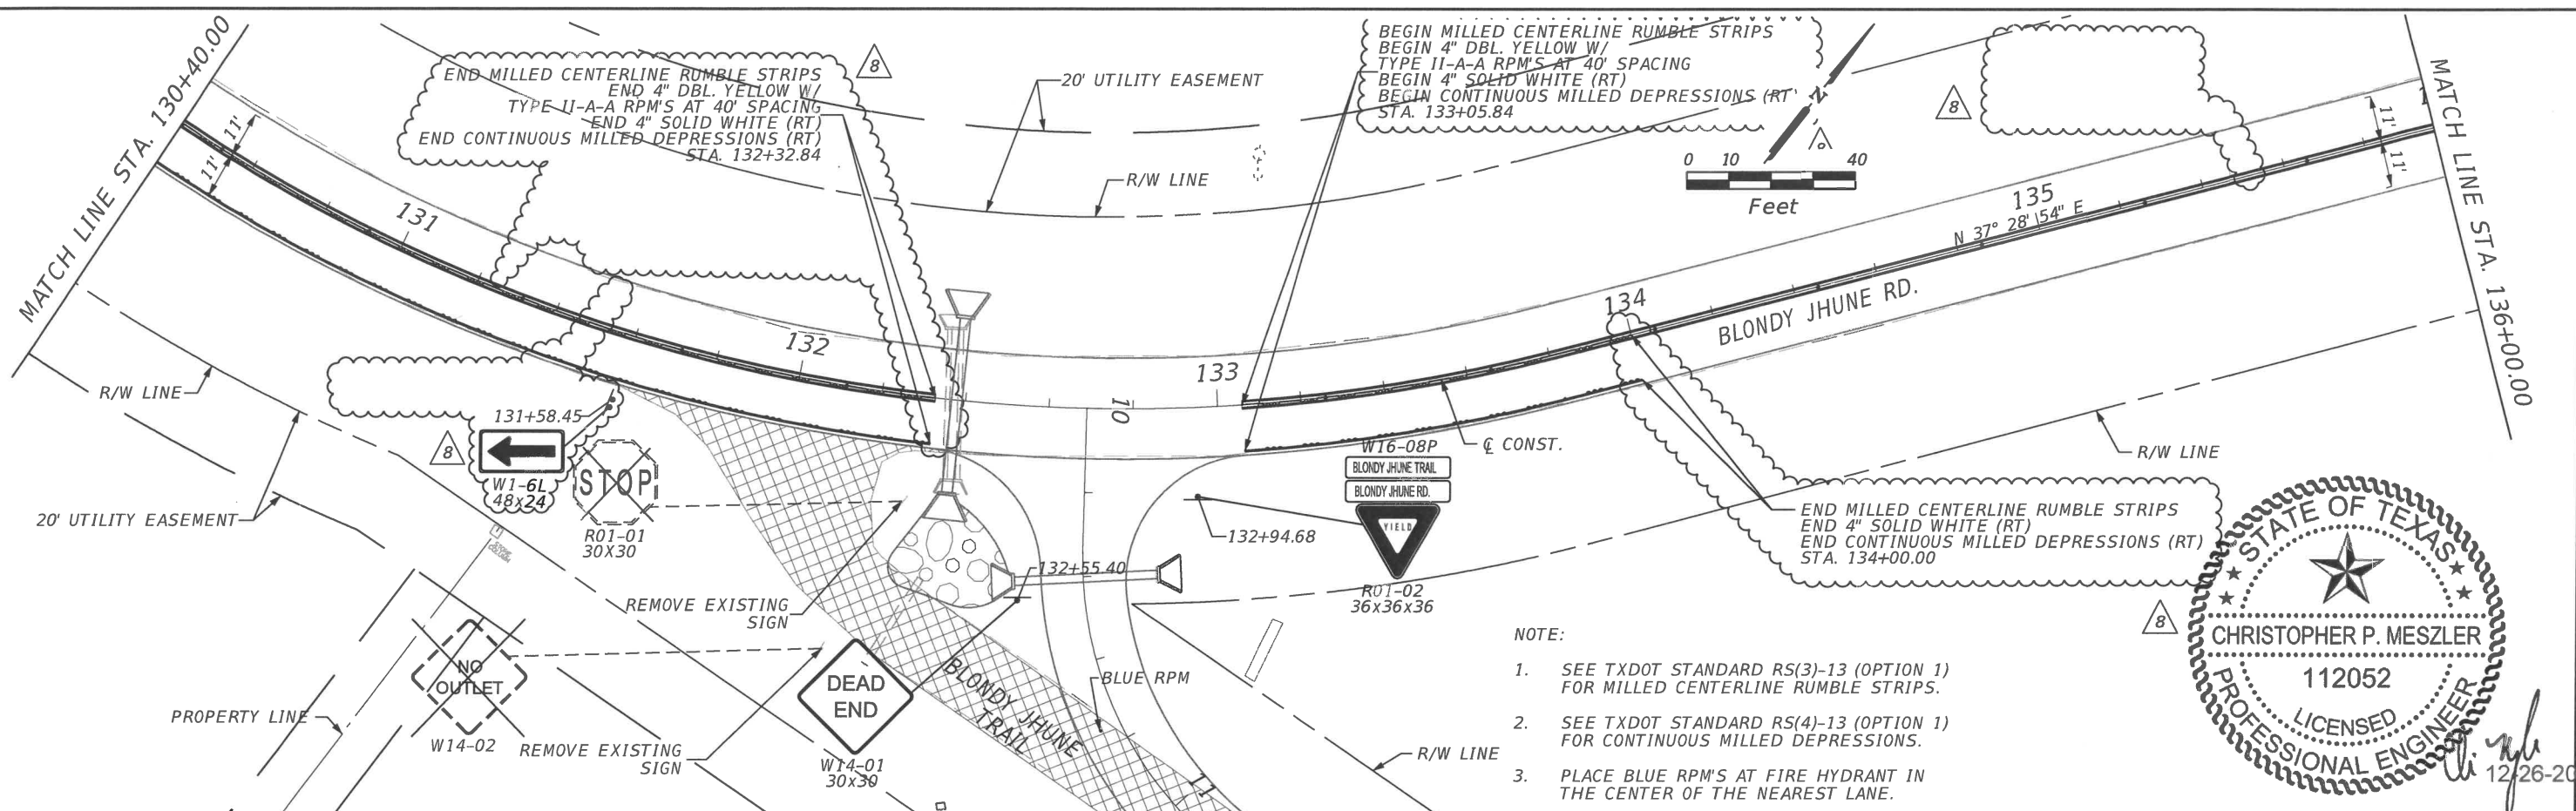 MATCH LINE STA. 130+40.00
11'
11'
131
END MILLED CENTERLINE RUMBLE STRIPS
END 4" DBL. YELLOW W/
TYPE II-A-A RPM'S AT 40' SPACING
END 4" SOLID WHITE (RT)
END CONTINUOUS MILLED DEPRESSIONS (RT)
STA. 132+32.84
8
20' UTILITY EASEMENT
R/W LINE
BEGIN MILLED CENTERLINE RUMBLE STRIPS
BEGIN 4" DBL. YELLOW W/
TYPE II-A-A RPM'S AT 40' SPACING
BEGIN 4" SOLID WHITE (RT)
BEGIN CONTINUOUS MILLED DEPRESSIONS (RT
STA. 133+05.84
N
0 10 40
Feet
8
11'
11'
MATCH LINE STA. 136+00.00
135
N 37° 28' 54" E
134
BLONDY JHUNE RD.
133
132
10
R/W LINE
131+58.45
8
W1-6L
48x24
STOP
R01-01
30X30
20' UTILITY EASEMENT
STONE COLUMN
REMOVE EXISTING
SIGN
132+55.40
132+94.68
W16-08P
BLONDY JHUNE TRAIL
BLONDY JHUNE RD.
YIELD
R01-02
36x36x36
℄ CONST.
R/W LINE
END MILLED CENTERLINE RUMBLE STRIPS
END 4" SOLID WHITE (RT)
END CONTINUOUS MILLED DEPRESSIONS (RT)
STA. 134+00.00
8
NO
OUTLET
W14-02
PROPERTY LINE
REMOVE EXISTING
SIGN
DEAD
END
W14-01
30x30
BLONDY JHUNE
TRAIL
BLUE RPM
11
R/W LINE
NOTE:
1. SEE TXDOT STANDARD RS(3)-13 (OPTION 1)
FOR MILLED CENTERLINE RUMBLE STRIPS.
2. SEE TXDOT STANDARD RS(4)-13 (OPTION 1)
FOR CONTINUOUS MILLED DEPRESSIONS.
3. PLACE BLUE RPM'S AT FIRE HYDRANT IN
THE CENTER OF THE NEAREST LANE.
STATE OF TEXAS
CHRISTOPHER P. MESZLER
112052
LICENSED
PROFESSIONAL ENGINEER
12-26-20